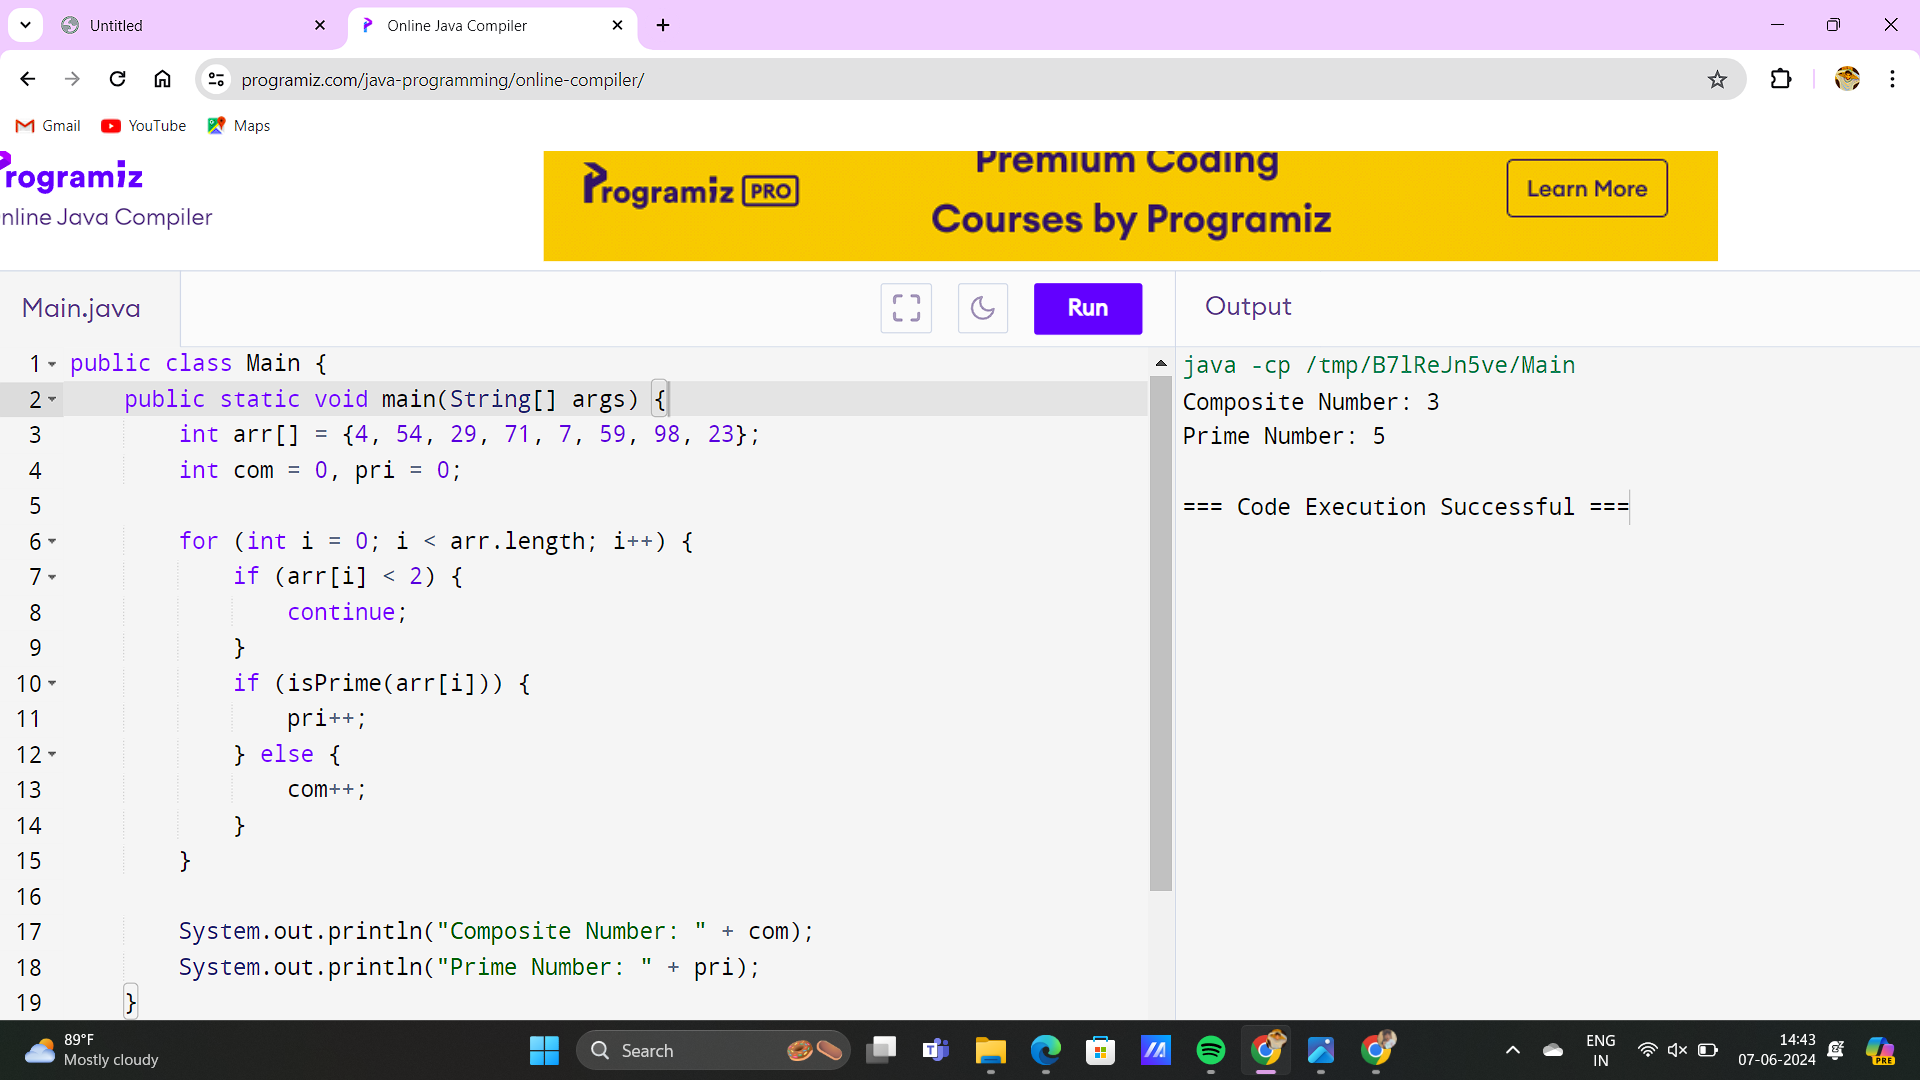 Untitled
Online Java Compiler
programiz.com/java-programming/online-compiler/
Gmail YouTube Maps
Programiz
nline Java Compiler
Programiz PRO
Premium Coding
Courses by Programiz
Learn More
Main.java
Run
Output
1 public class Main {
2 public static void main(String[] args) {
3 int arr[] = {4, 54, 29, 71, 7, 59, 98, 23};
4 int com = 0, pri = 0;
5
6 for (int i = 0; i < arr.length; i++) {
7 if (arr[i] < 2) {
8 continue;
9 }
10 if (isPrime(arr[i])) {
11 pri++;
12 } else {
13 com++;
14 }
15 }
16
17 System.out.println("Composite Number: " + com);
18 System.out.println("Prime Number: " + pri);
19 }
java -cp /tmp/B7lReJn5ve/Main
Composite Number: 3
Prime Number: 5
=== Code Execution Successful ===
89°F
Mostly cloudy
Search
ENG
IN
14:43
07-06-2024
PRE